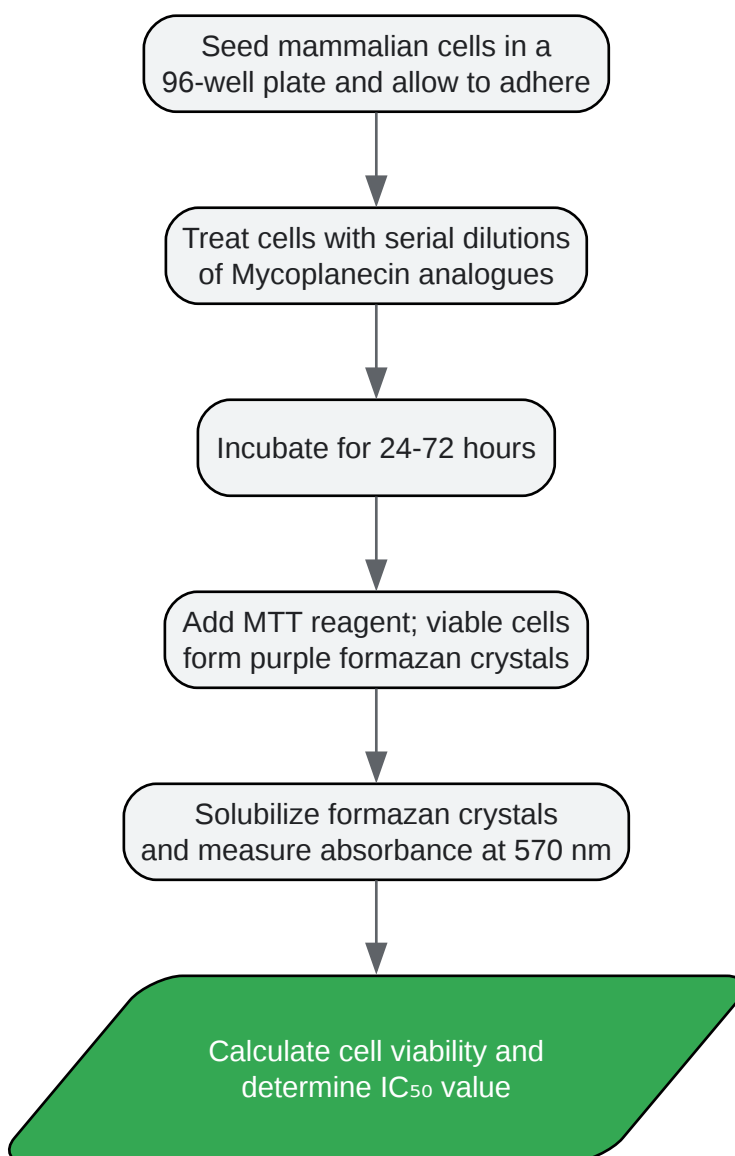 Seed mammalian cells in a
96-well plate and allow to adhere
Treat cells with serial dilutions
of Mycoplanecin analogues
Incubate for 24-72 hours
Add MTT reagent; viable cells
form purple formazan crystals
Solubilize formazan crystals
and measure absorbance at 570 nm
Calculate cell viability and
determine IC₅₀ value